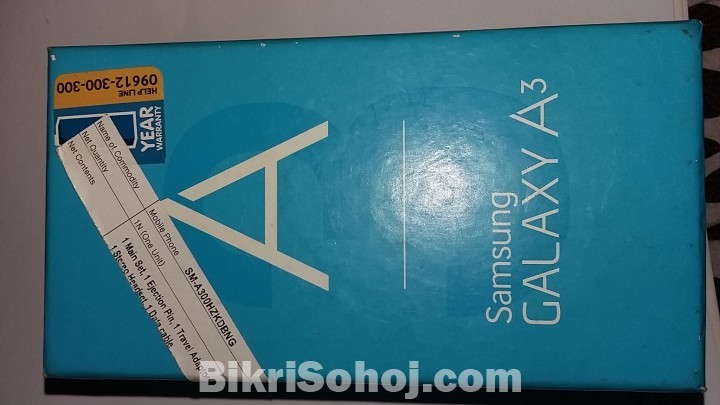 HELP LINE
09612-300-300
YEAR
WARRANTY
Name of Commodity Mobile Phone
Net Quantity 1N (One Unit)
Net Contents 1 Main Set, 1 Ejection Pin, 1 Travel
1 Stereo Headset, 1 Data cable
SM-A300HZKDBNG
A
Samsung
GALAXY A3
BikriSohoj.com